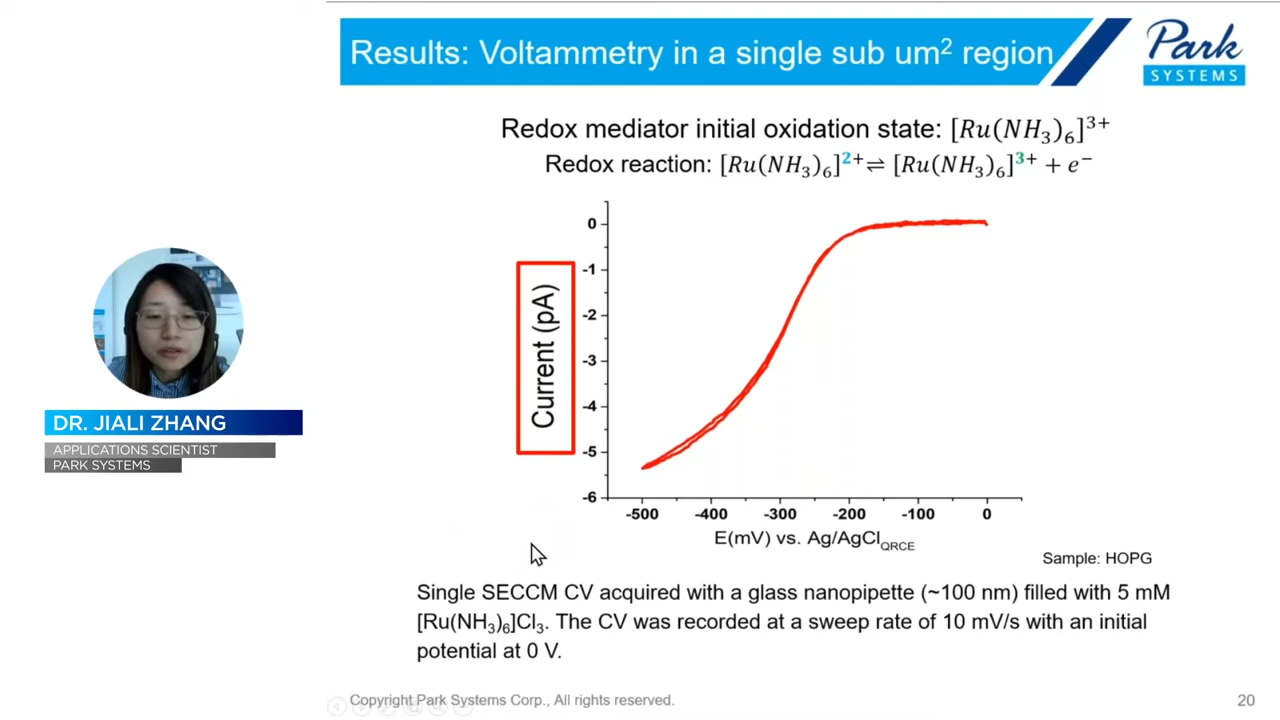 Results: Voltammetry in a single sub um² region
Park
SYSTEMS
Redox mediator initial oxidation state: [Ru(NH₃)₆]³⁺
Redox reaction: [Ru(NH₃)₆]²⁺ ⇌ [Ru(NH₃)₆]³⁺ + e⁻
Current (pA)
0
-1
-2
-3
-4
-5
-6
-500 -400 -300 -200 -100 0
E(mV) vs. Ag/AgCl_QRCE
Sample: HOPG
DR. JIALI ZHANG
APPLICATIONS SCIENTIST
PARK SYSTEMS
Single SECCM CV acquired with a glass nanopipette (~100 nm) filled with 5 mM
[Ru(NH₃)₆]Cl₃. The CV was recorded at a sweep rate of 10 mV/s with an initial
potential at 0 V.
Copyright Park Systems Corp., All rights reserved.
20